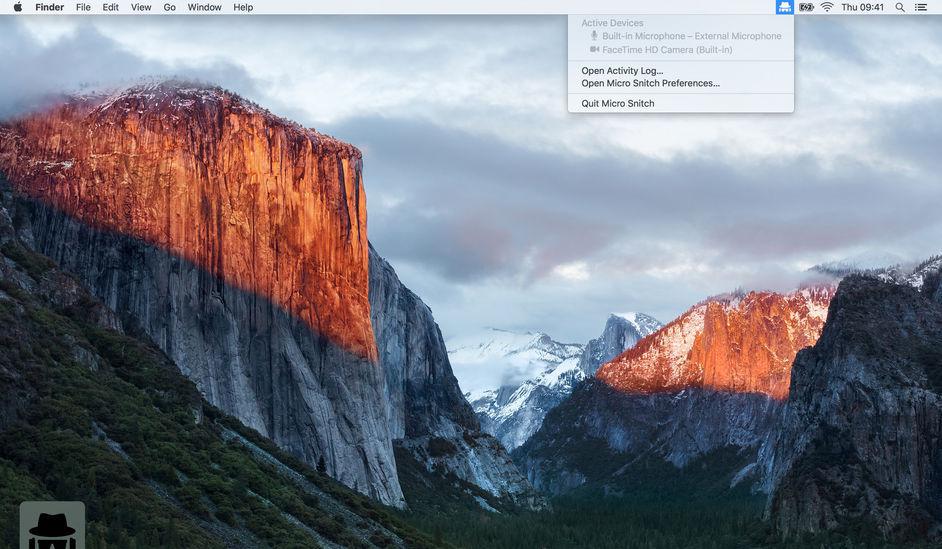 Finder File Edit View Go Window Help Thu 09:41
Active Devices
Built-in Microphone – External Microphone
FaceTime HD Camera (Built-in)
Open Activity Log...
Open Micro Snitch Preferences...
Quit Micro Snitch